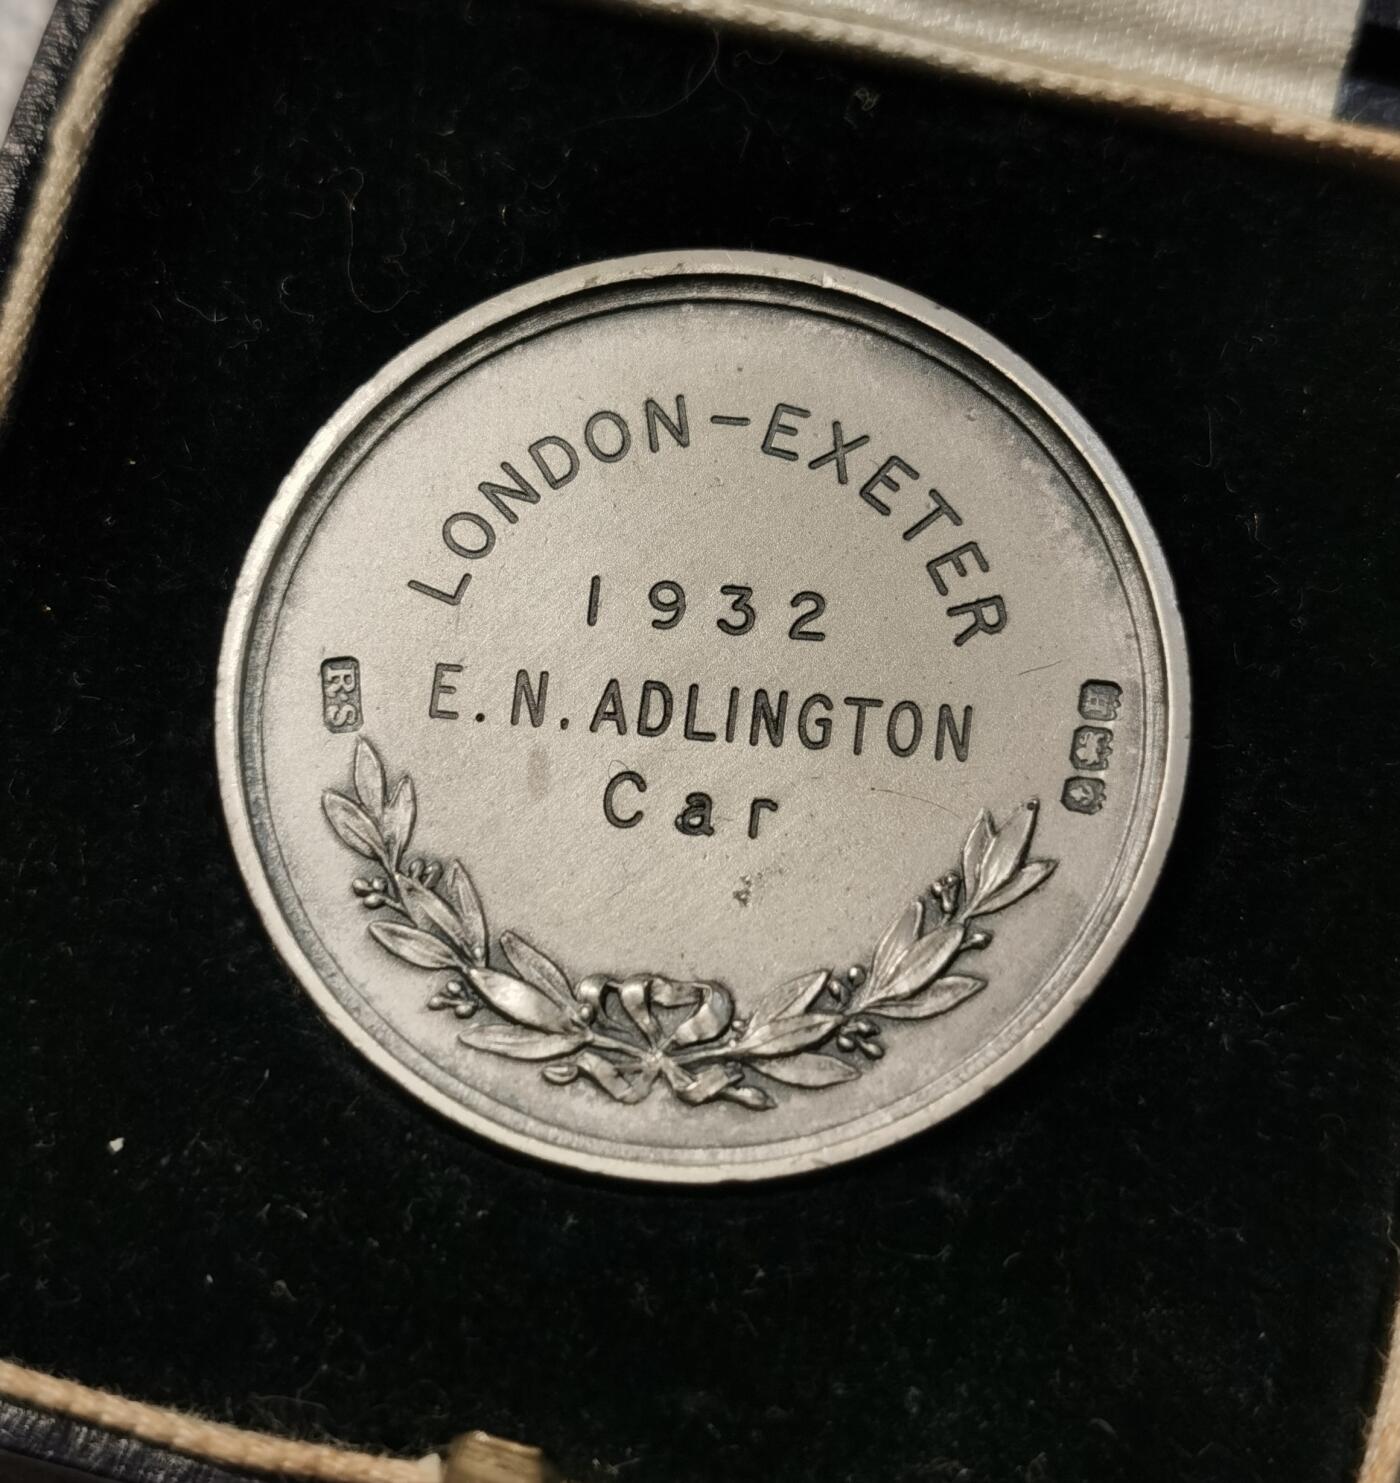 LONDON-EXETER
1932
E.N.ADLINGTON
Car
R·S